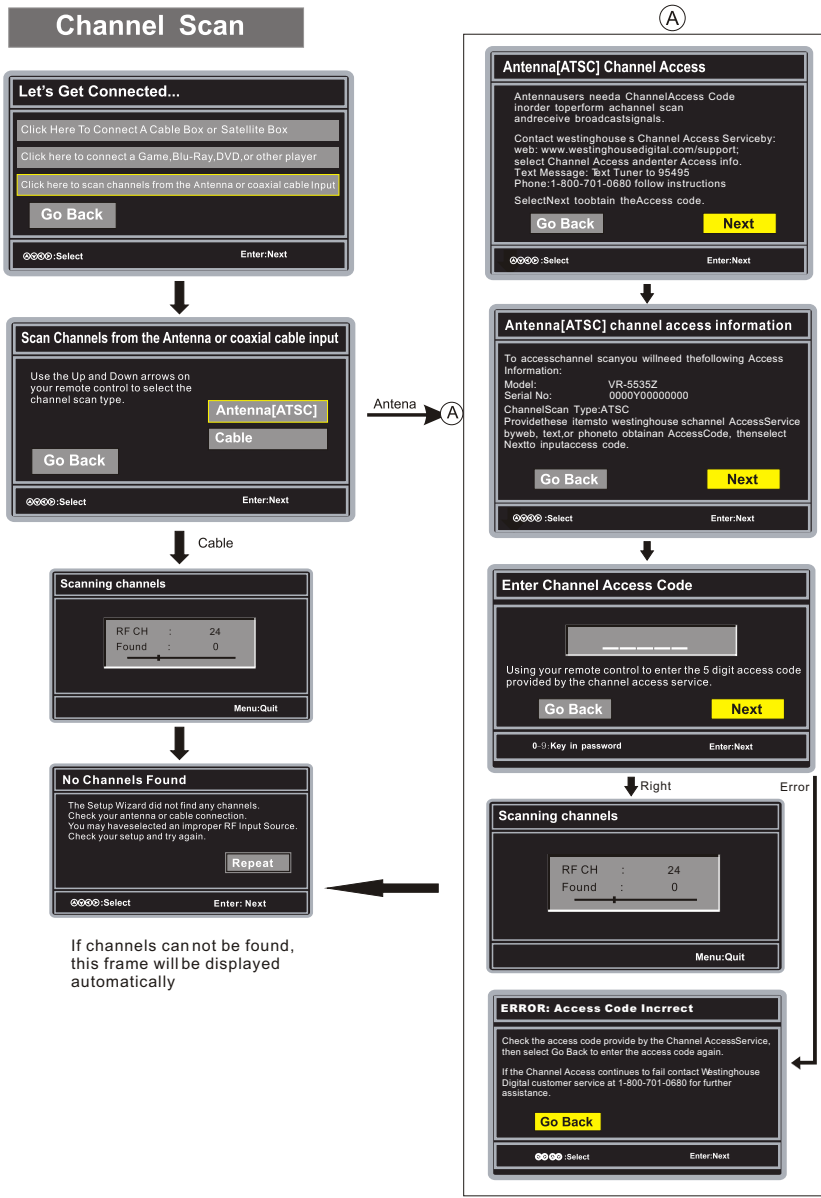 Channel Scan
Let's Get Connected...
Click Here To Connect A Cable Box or Satellite Box
Click here to connect a Game,Blu-Ray,DVD,or other player
Click here to scan channels from the Antenna or coaxial cable Input
Go Back
:Select Enter:Next
Scan Channels from the Antenna or coaxial cable input
Use the Up and Down arrows on
your remote control to select the
channel scan type.
Antenna[ATSC]
Cable
Go Back
:Select Enter:Next
Antena
A
Cable
Scanning channels
RF CH : 24
Found : 0
Menu:Quit
No Channels Found
The Setup Wizard did not find any channels.
Check your antenna or cable connection.
You may haveselected an improper RF Input Source.
Check your setup and try again.
Repeat
:Select Enter: Next
If channels can not be found,
this frame will be displayed
automatically
A
Antenna[ATSC] Channel Access
Antennausers needa ChannelAccess Code
inorder toperform achannel scan
andreceive broadcastsignals.
Contact westinghouse s Channel Access Serviceby:
web: www.westinghousedigital.com/support;
select Channel Access andenter Access info.
Text Message: Text Tuner to 95495
Phone:1-800-701-0680 follow instructions
SelectNext toobtain theAccess code.
Go Back Next
:Select Enter:Next
Antenna[ATSC] channel access information
To accesschannel scanyou willneed thefollowing Access
Information:
Model: VR-5535Z
Serial No: 0000Y00000000
ChannelScan Type:ATSC
Providethese itemsto westinghouse schannel AccessService
byweb, text,or phoneto obtainan AccessCode, thenselect
Nextto inputaccess code.
Go Back Next
:Select Enter:Next
Enter Channel Access Code
_____
Using your remote control to enter the 5 digit access code
provided by the channel access service.
Go Back Next
0-9:Key in password Enter:Next
Right Error
Scanning channels
RF CH : 24
Found : 0
Menu:Quit
ERROR: Access Code Incrrect
Check the access code provide by the Channel AccessService,
then select Go Back to enter the access code again.
If the Channel Access continues to fail contact Westinghouse
Digital customer service at 1-800-701-0680 for further
assistance.
Go Back
:Select Enter:Next